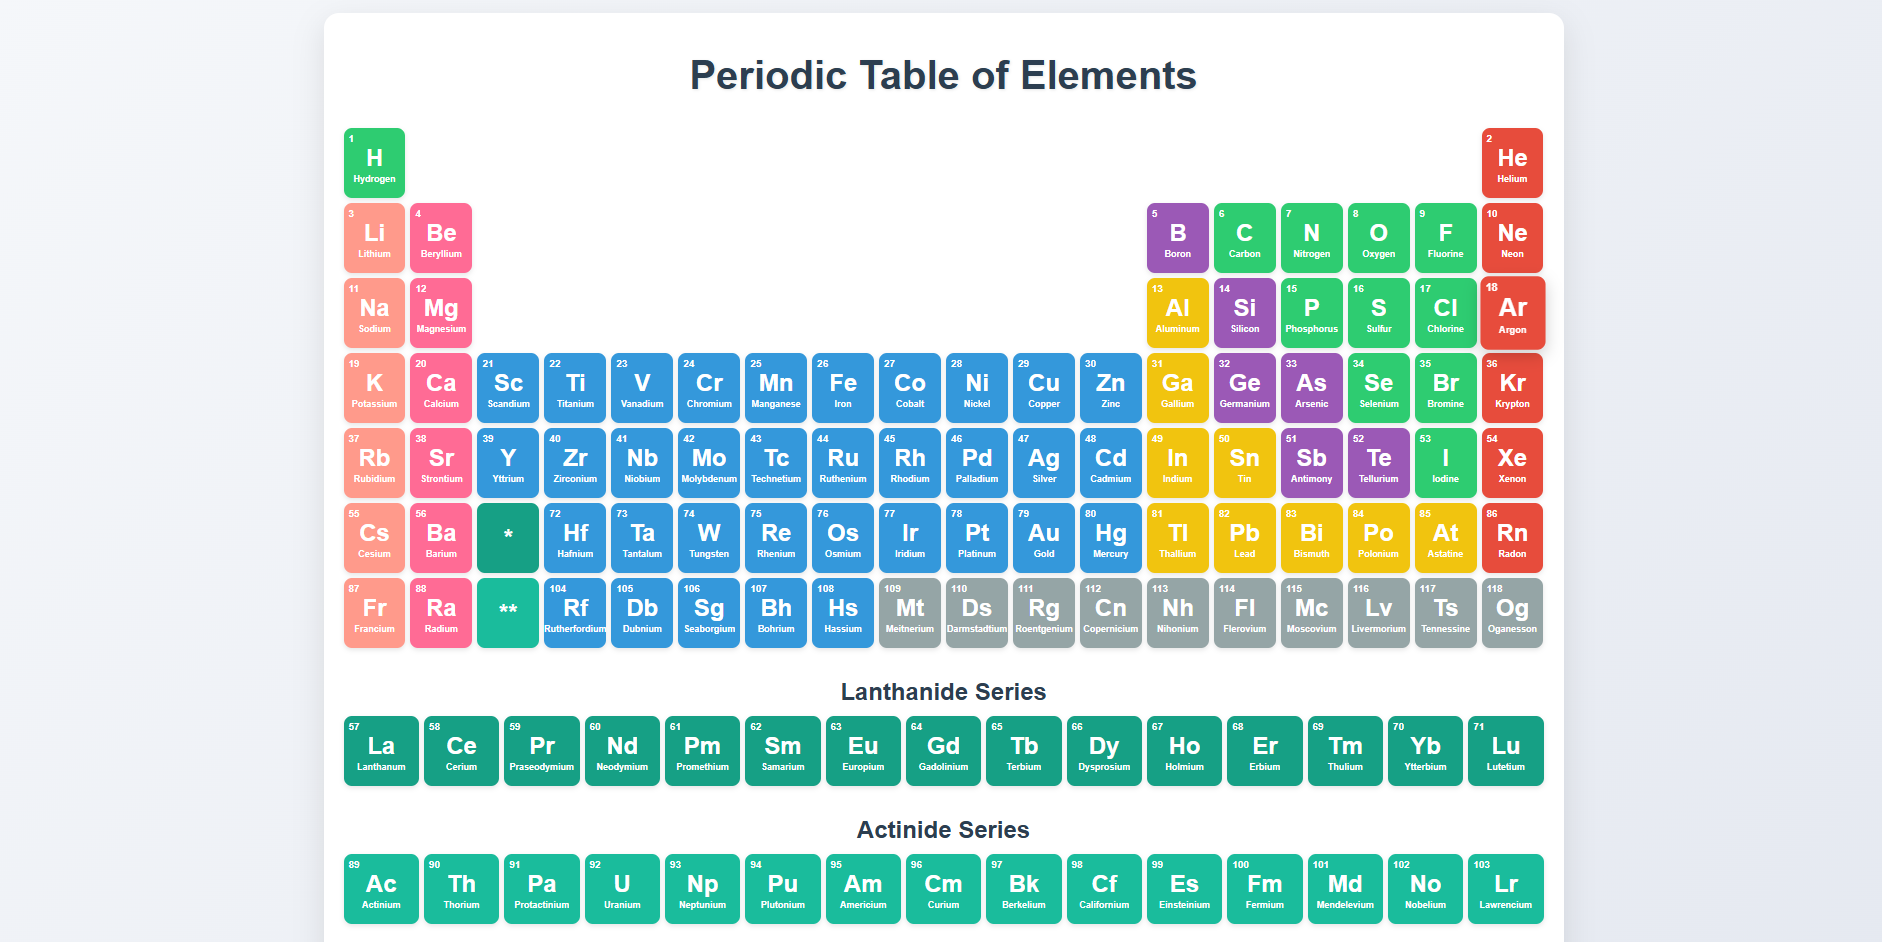 Periodic Table of Elements
1 2
H He
Hydrogen Helium
3 4 5 6 7 8 9 10
Li Be B C N O F Ne
Lithium Beryllium Boron Carbon Nitrogen Oxygen Fluorine Neon
11 12 13 14 15 16 17 18
Na Mg Al Si P S Cl Ar
Sodium Magnesium Aluminum Silicon Phosphorus Sulfur Chlorine Argon
19 20 21 22 23 24 25 26 27 28 29 30 31 32 33 34 35 36
K Ca Sc Ti V Cr Mn Fe Co Ni Cu Zn Ga Ge As Se Br Kr
Potassium Calcium Scandium Titanium Vanadium Chromium Manganese Iron Cobalt Nickel Copper Zinc Gallium Germanium Arsenic Selenium Bromine Krypton
37 38 39 40 41 42 43 44 45 46 47 48 49 50 51 52 53 54
Rb Sr Y Zr Nb Mo Tc Ru Rh Pd Ag Cd In Sn Sb Te I Xe
Rubidium Strontium Yttrium Zirconium Niobium Molybdenum Technetium Ruthenium Rhodium Palladium Silver Cadmium Indium Tin Antimony Tellurium Iodine Xenon
55 56 72 73 74 75 76 77 78 79 80 81 82 83 84 85 86
Cs Ba * Hf Ta W Re Os Ir Pt Au Hg Tl Pb Bi Po At Rn
Cesium Barium Hafnium Tantalum Tungsten Rhenium Osmium Iridium Platinum Gold Mercury Thallium Lead Bismuth Polonium Astatine Radon
87 88 104 105 106 107 108 109 110 111 112 113 114 115 116 117 118
Fr Ra ** Rf Db Sg Bh Hs Mt Ds Rg Cn Nh Fl Mc Lv Ts Og
Francium Radium Rutherfordium Dubnium Seaborgium Bohrium Hassium Meitnerium Darmstadtium Roentgenium Copernicium Nihonium Flerovium Moscovium Livermorium Tennessine Oganesson
Lanthanide Series
57 58 59 60 61 62 63 64 65 66 67 68 69 70 71
La Ce Pr Nd Pm Sm Eu Gd Tb Dy Ho Er Tm Yb Lu
Lanthanum Cerium Praseodymium Neodymium Promethium Samarium Europium Gadolinium Terbium Dysprosium Holmium Erbium Thulium Ytterbium Lutetium
Actinide Series
89 90 91 92 93 94 95 96 97 98 99 100 101 102 103
Ac Th Pa U Np Pu Am Cm Bk Cf Es Fm Md No Lr
Actinium Thorium Protactinium Uranium Neptunium Plutonium Americium Curium Berkelium Californium Einsteinium Fermium Mendelevium Nobelium Lawrencium